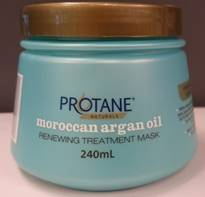 PROTANE®
NATURALS
moroccan argan oil
RENEWING TREATMENT MASK
240mL